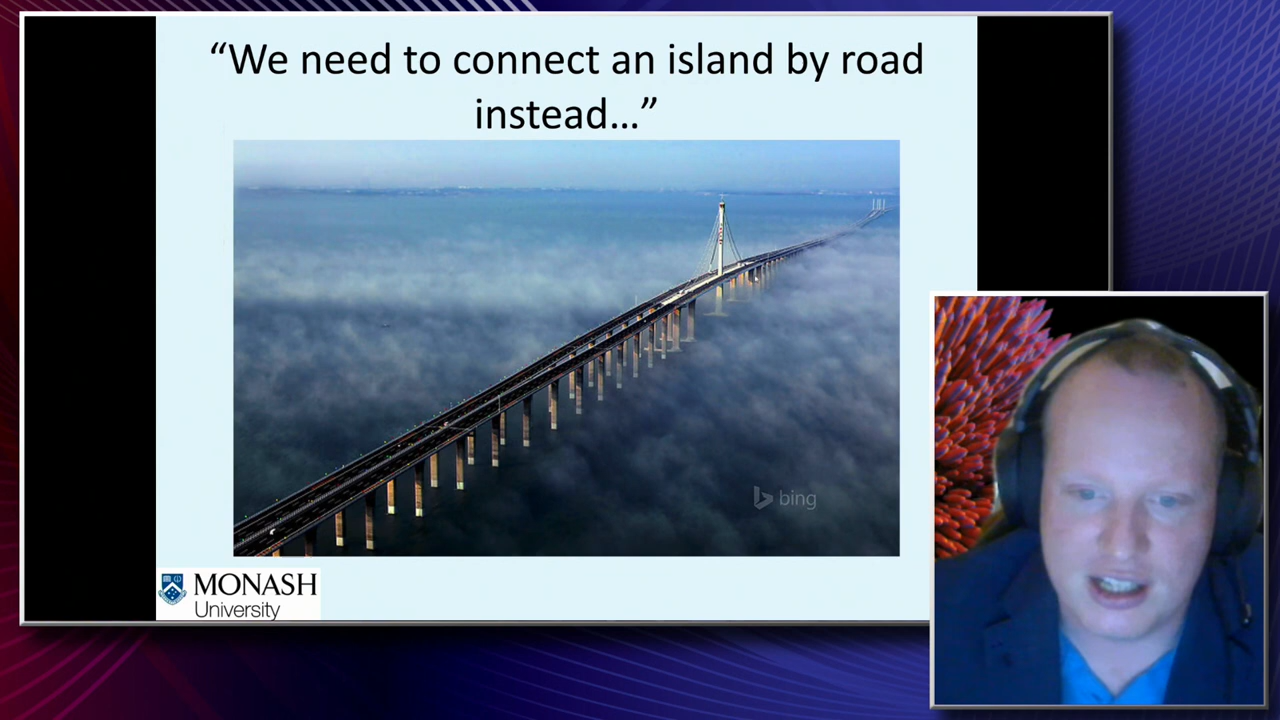 “We need to connect an island by road
instead…”
bing
MONASH
University